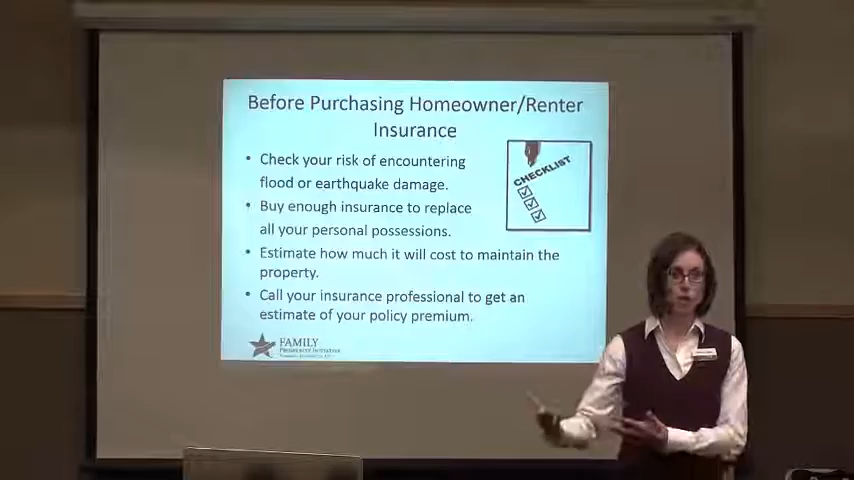 Before Purchasing Homeowner/Renter
Insurance
• Check your risk of encountering
flood or earthquake damage.
• Buy enough insurance to replace
all your personal possessions.
• Estimate how much it will cost to maintain the
property.
• Call your insurance professional to get an
estimate of your policy premium.
CHECKLIST
FAMILY
PROSPERITY INITIATIVE